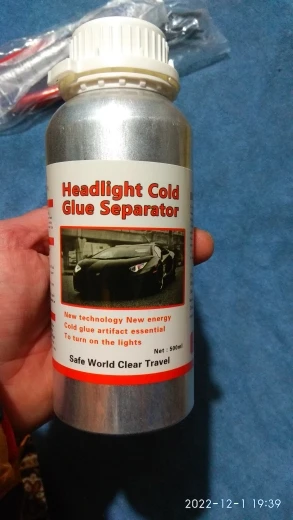 Headlight Cold
Glue Separator
New technology New energy
Cold glue artifact essential
To turn on the lights
Net : 500ml
Safe World Clear Travel
2022-12-1 19:39